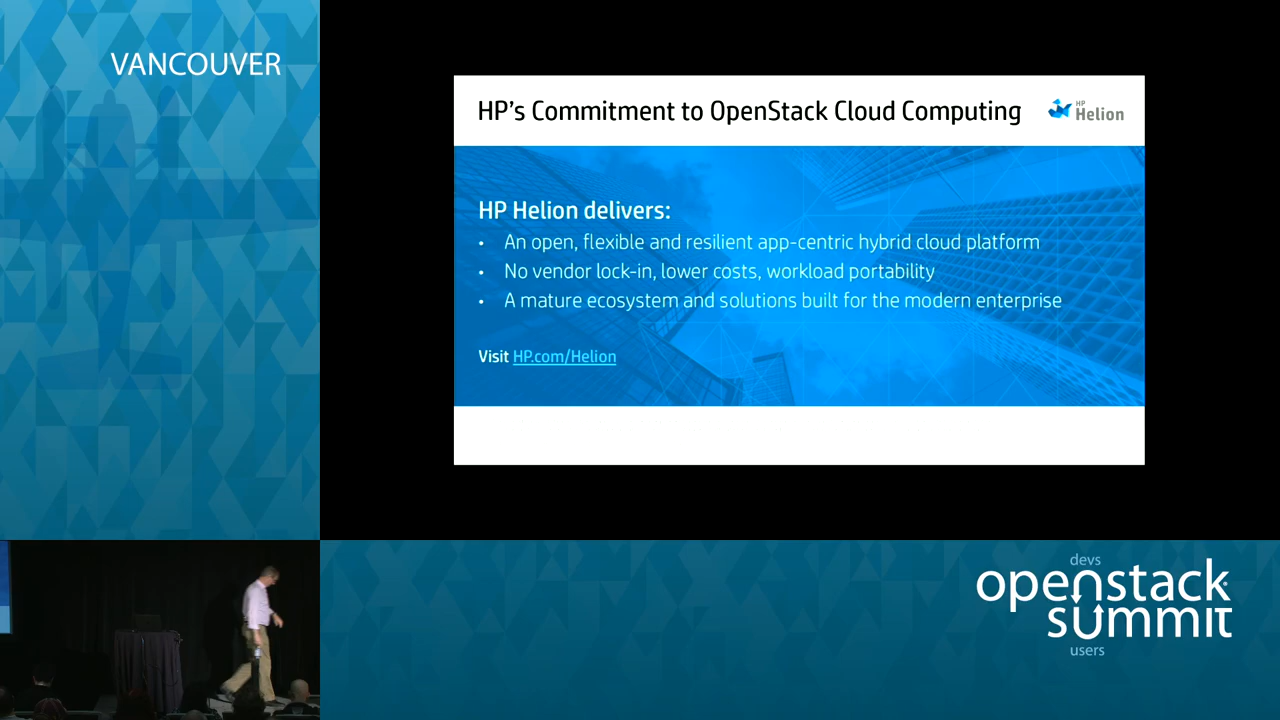 VANCOUVER
HP's Commitment to OpenStack Cloud Computing
HP
Helion
HP Helion delivers:
• An open, flexible and resilient app-centric hybrid cloud platform
• No vendor lock-in, lower costs, workload portability
• A mature ecosystem and solutions built for the modern enterprise
Visit HP.com/Helion
devs
openstack
summit
users